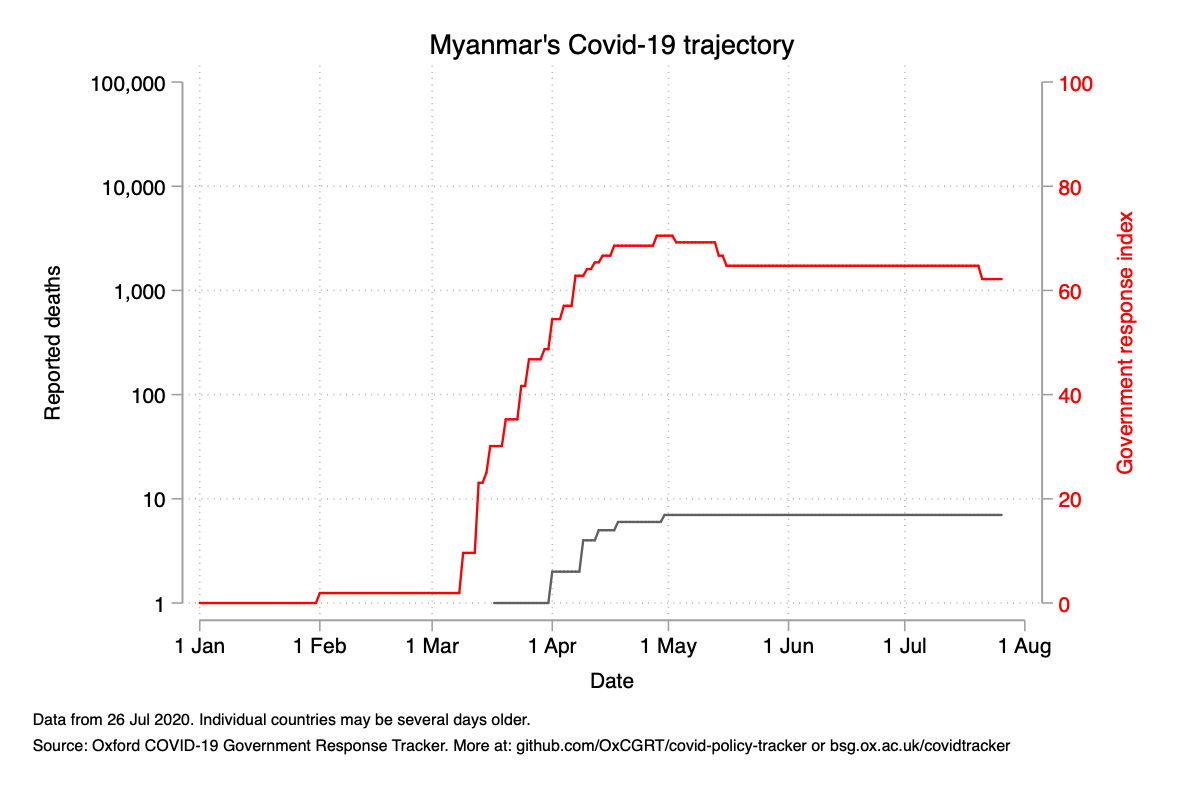 Myanmar's Covid-19 trajectory
100,000
10,000
1,000
100
10
1
Reported deaths
100
80
60
40
20
0
Government response index
1 Jan 1 Feb 1 Mar 1 Apr 1 May 1 Jun 1 Jul 1 Aug
Date
Data from 26 Jul 2020. Individual countries may be several days older.
Source: Oxford COVID-19 Government Response Tracker. More at: github.com/OxCGRT/covid-policy-tracker or bsg.ox.ac.uk/covidtracker